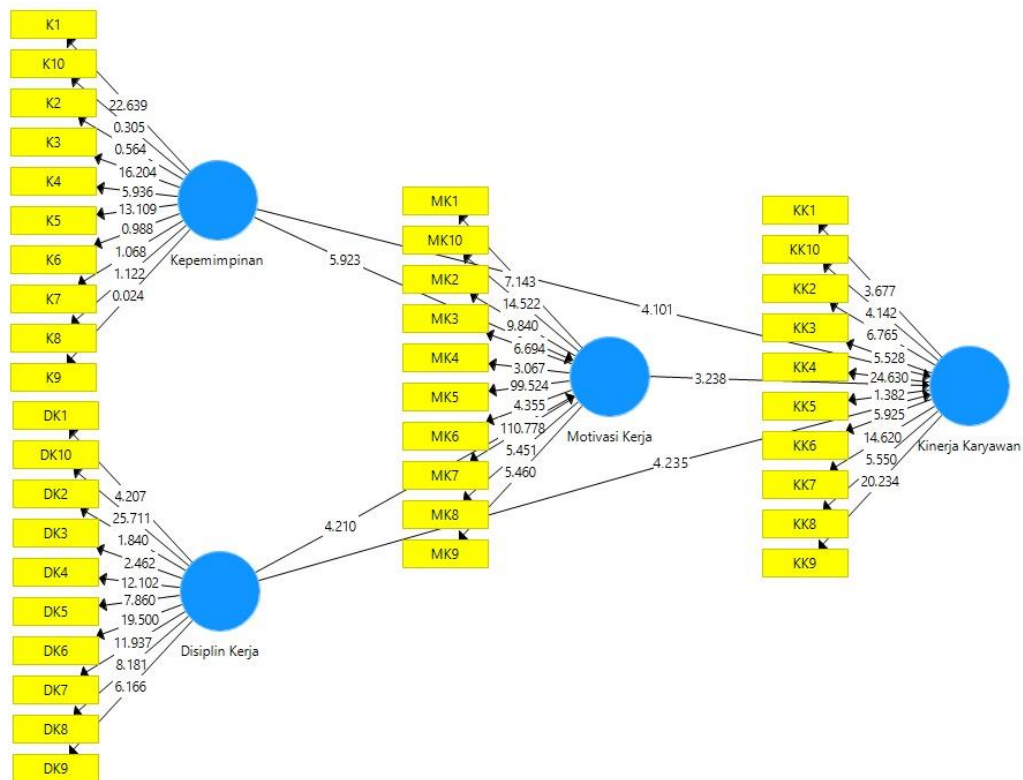 K1
K10
K2
K3
K4
K5
K6
K7
K8
K9
22.639
0.305
0.564
16.204
5.936
13.109
0.988
1.068
1.122
0.024
Kepemimpinan
DK1
DK10
DK2
DK3
DK4
DK5
DK6
DK7
DK8
DK9
4.207
25.711
1.840
2.462
12.102
7.860
19.500
11.937
8.181
6.166
Disiplin Kerja
5.923
4.210
4.101
3.238
4.235
MK1
MK10
MK2
MK3
MK4
MK5
MK6
MK7
MK8
MK9
7.143
14.522
9.840
6.694
3.067
99.524
4.355
110.778
5.451
5.460
Motivasi Kerja
KK1
KK10
KK2
KK3
KK4
KK5
KK6
KK7
KK8
KK9
3.677
4.142
6.765
5.528
24.630
1.382
5.925
14.620
5.550
20.234
Kinerja Karyawan